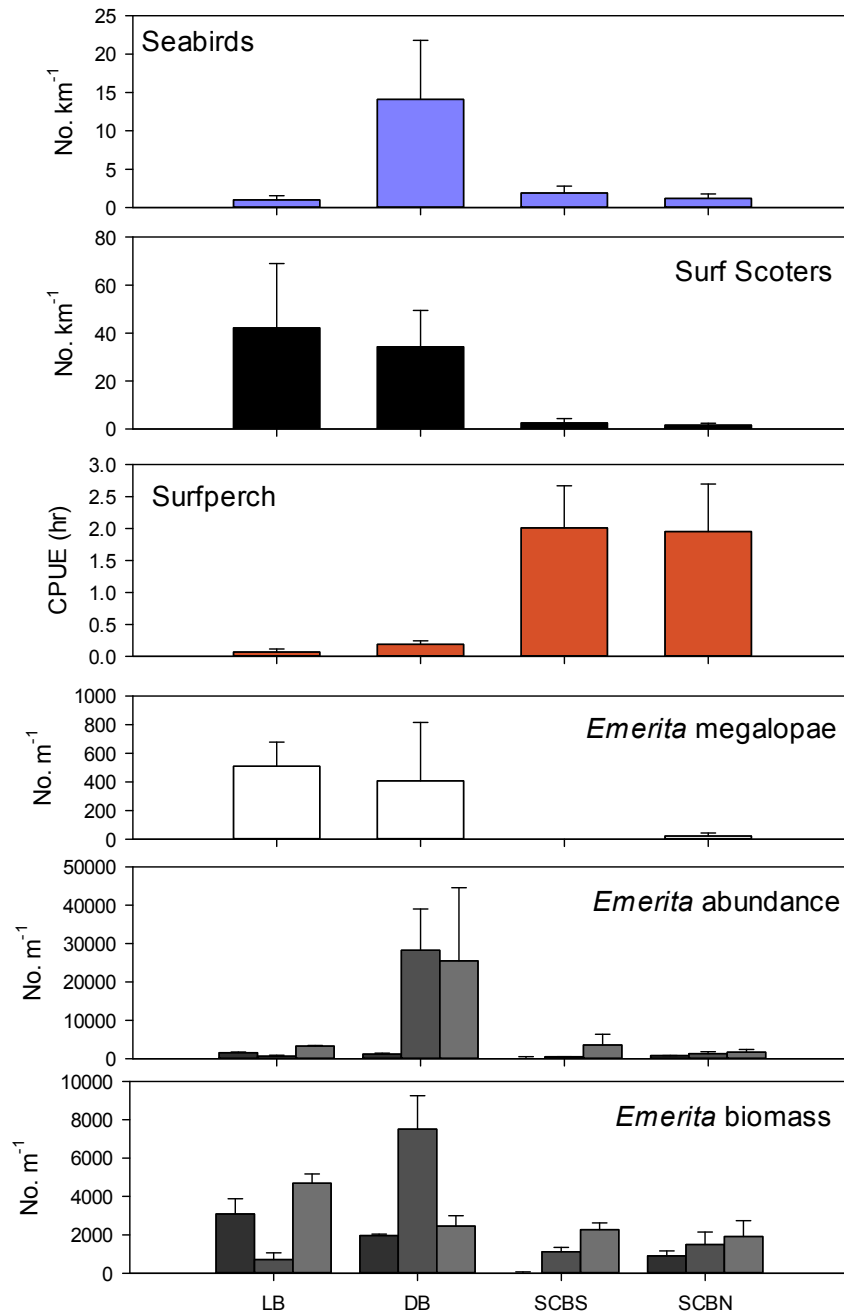 Seabirds
No. km⁻¹
25
20
15
10
5
0
Surf Scoters
No. km⁻¹
80
60
40
20
0
Surfperch
CPUE (hr)
3.0
2.5
2.0
1.5
1.0
0.5
0.0
Emerita megalopae
No. m⁻¹
1000
800
600
400
200
0
Emerita abundance
No. m⁻¹
50000
40000
30000
20000
10000
0
Emerita biomass
No. m⁻¹
10000
8000
6000
4000
2000
0
LB DB SCBS SCBN